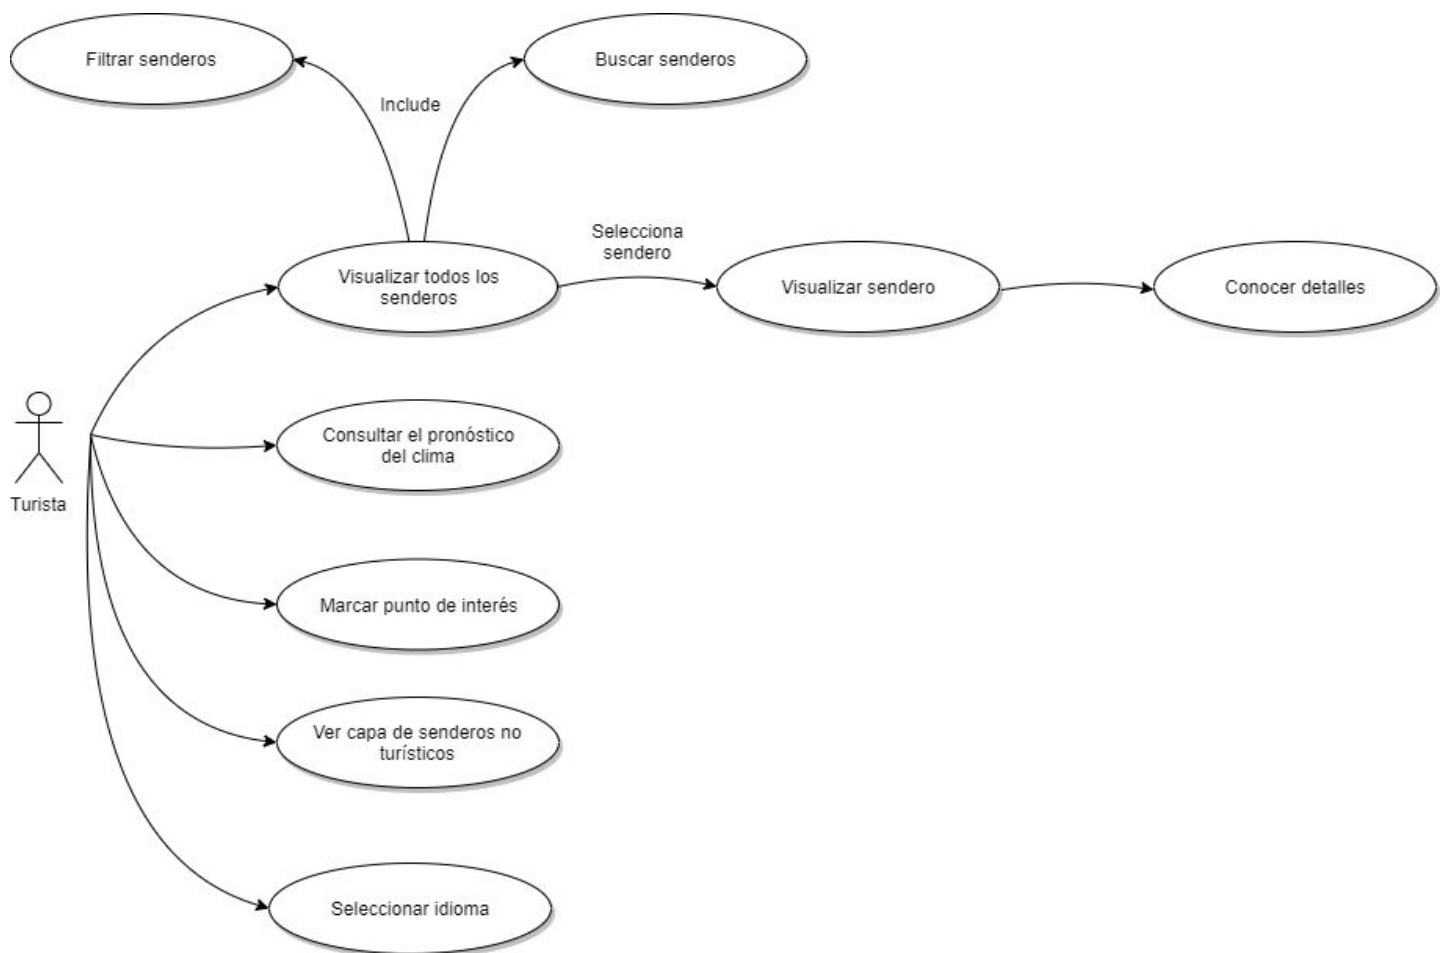 Filtrar senderos
Buscar senderos
Include
Selecciona
sendero
Visualizar todos los
senderos
Visualizar sendero
Conocer detalles
Turista
Consultar el pronóstico
del clima
Marcar punto de interés
Ver capa de senderos no
turísticos
Seleccionar idioma